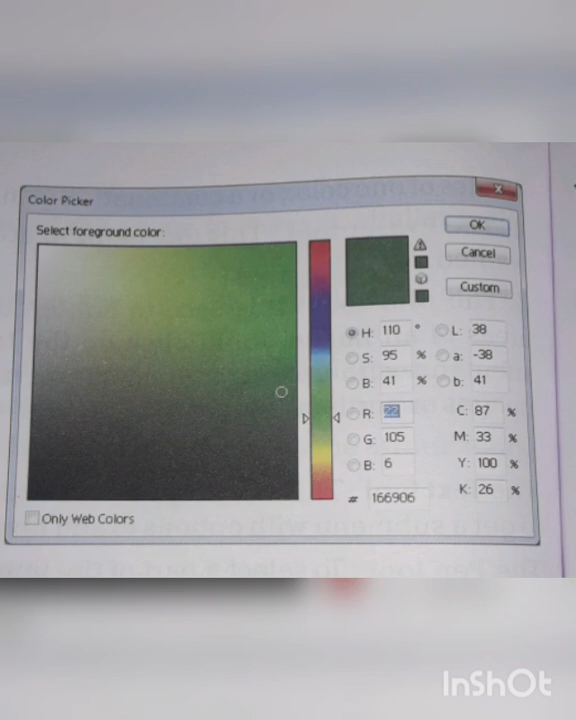 Color Picker
Select foreground color:
OK
Cancel
Custom
H: 110 °
S: 95 %
B: 41 %
R: 22
G: 105
B: 6
# 166906
L: 38
a: -38
b: 41
C: 87 %
M: 33 %
Y: 100 %
K: 26 %
Only Web Colors
InShOt